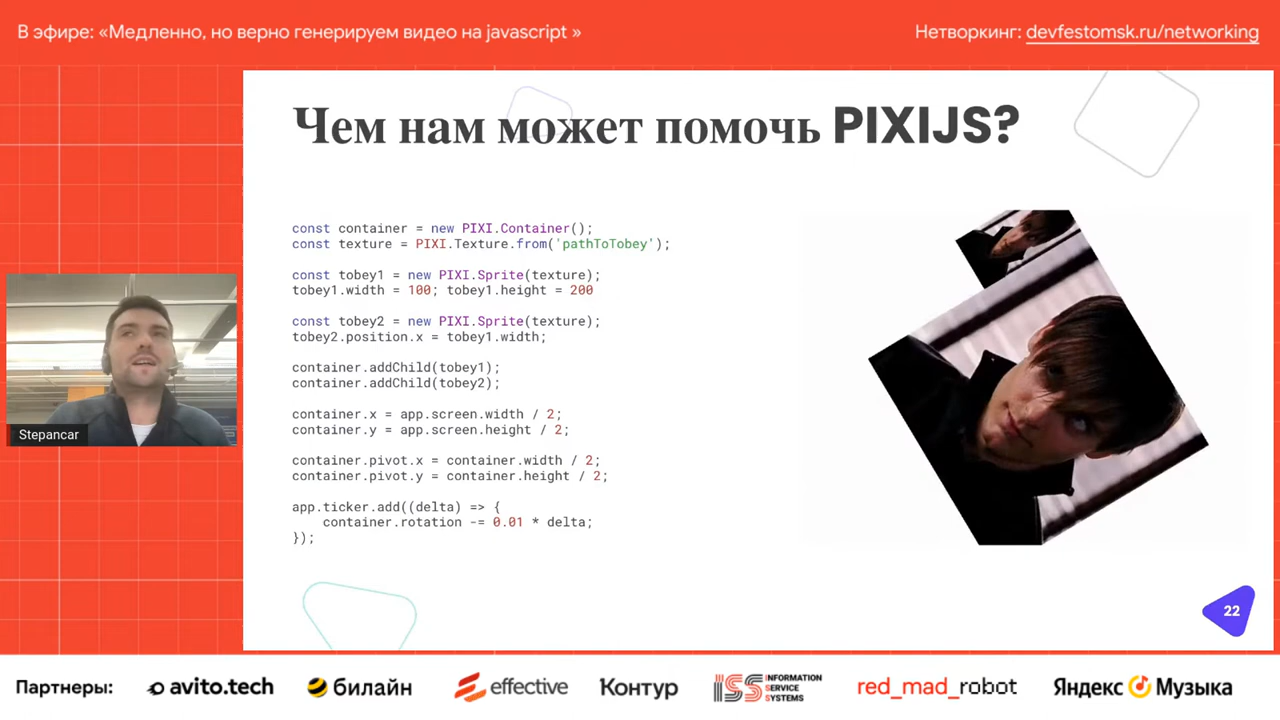 В эфире: «Медленно, но верно генерируем видео на javascript »
Нетворкинг: devfestomsk.ru/networking
Чем нам может помочь PIXIJS?
const container = new PIXI.Container();
const texture = PIXI.Texture.from('pathToTobey');
const tobey1 = new PIXI.Sprite(texture);
tobey1.width = 100; tobey1.height = 200
const tobey2 = new PIXI.Sprite(texture);
tobey2.position.x = tobey1.width;
container.addChild(tobey1);
container.addChild(tobey2);
container.x = app.screen.width / 2;
container.y = app.screen.height / 2;
container.pivot.x = container.width / 2;
container.pivot.y = container.height / 2;
app.ticker.add((delta) => {
container.rotation -= 0.01 * delta;
});
Stepancar
22
Партнеры: avito.tech билайн effective Контур ISS INFORMATION SERVICE SYSTEMS red_mad_robot Яндекс Музыка